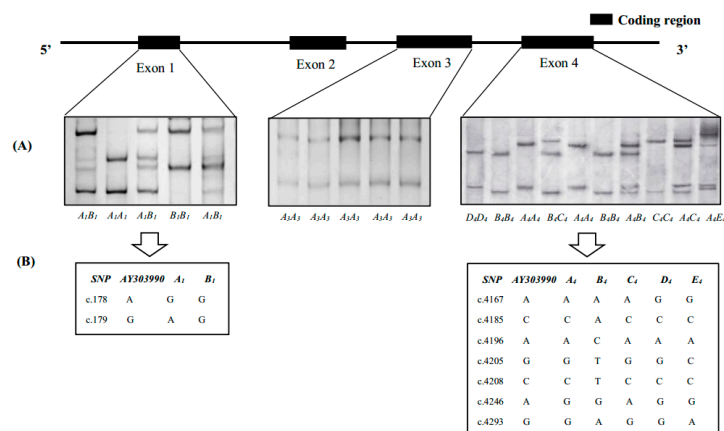 Coding region
5’ 3’
Exon 1 Exon 2 Exon 3 Exon 4
(A)
A1B1 A1A1 A1B1 B1B1 A1B1
A3A3 A3A3 A3A3 A3A3 A3A3
D4D4 B4B4 A4A4 B4C4 A4A4 B4B4 A4B4 C4C4 A4C4 A4E4
(B)
SNP AY303990 A1 B1
c.178 A G G
c.179 G A G
SNP AY303990 A4 B4 C4 D4 E4
c.4167 A A A A G G
c.4185 C C A C C C
c.4196 A A C A A A
c.4205 G G T G G C
c.4208 C C T C C C
c.4246 A G G A G G
c.4293 G G A G G A